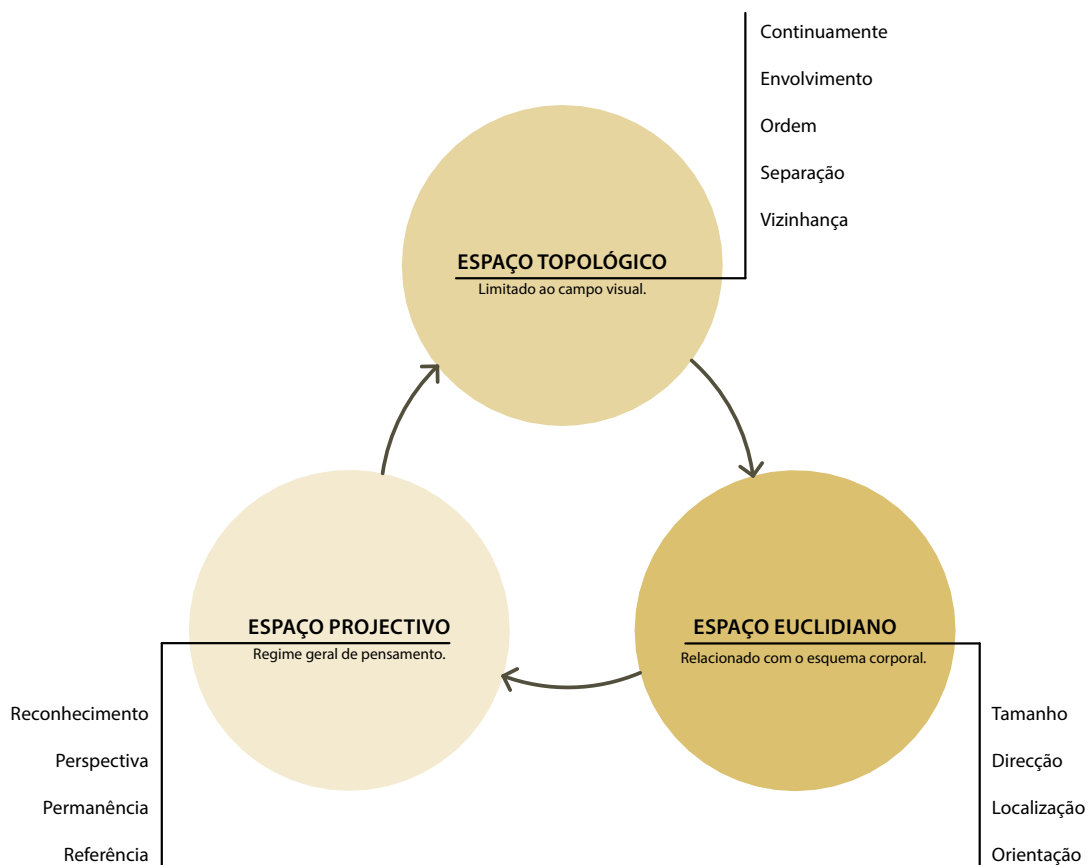 Continuamente
Envolvimento
Ordem
Separação
Vizinhança
ESPAÇO TOPOLÓGICO
Limitado ao campo visual.
ESPAÇO PROJECTIVO
Regime geral de pensamento.
ESPAÇO EUCLIDIANO
Relacionado com o esquema corporal.
Reconhecimento
Perspectiva
Permanência
Referência
Tamanho
Direcção
Localização
Orientação